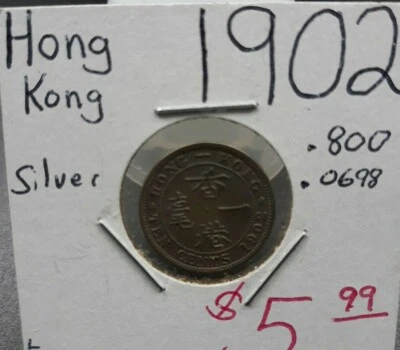 Hong Kong
1902
Silver
.800
.0698
HONG KONG
香港
一毫
TEN CENTS 1902
$5.99